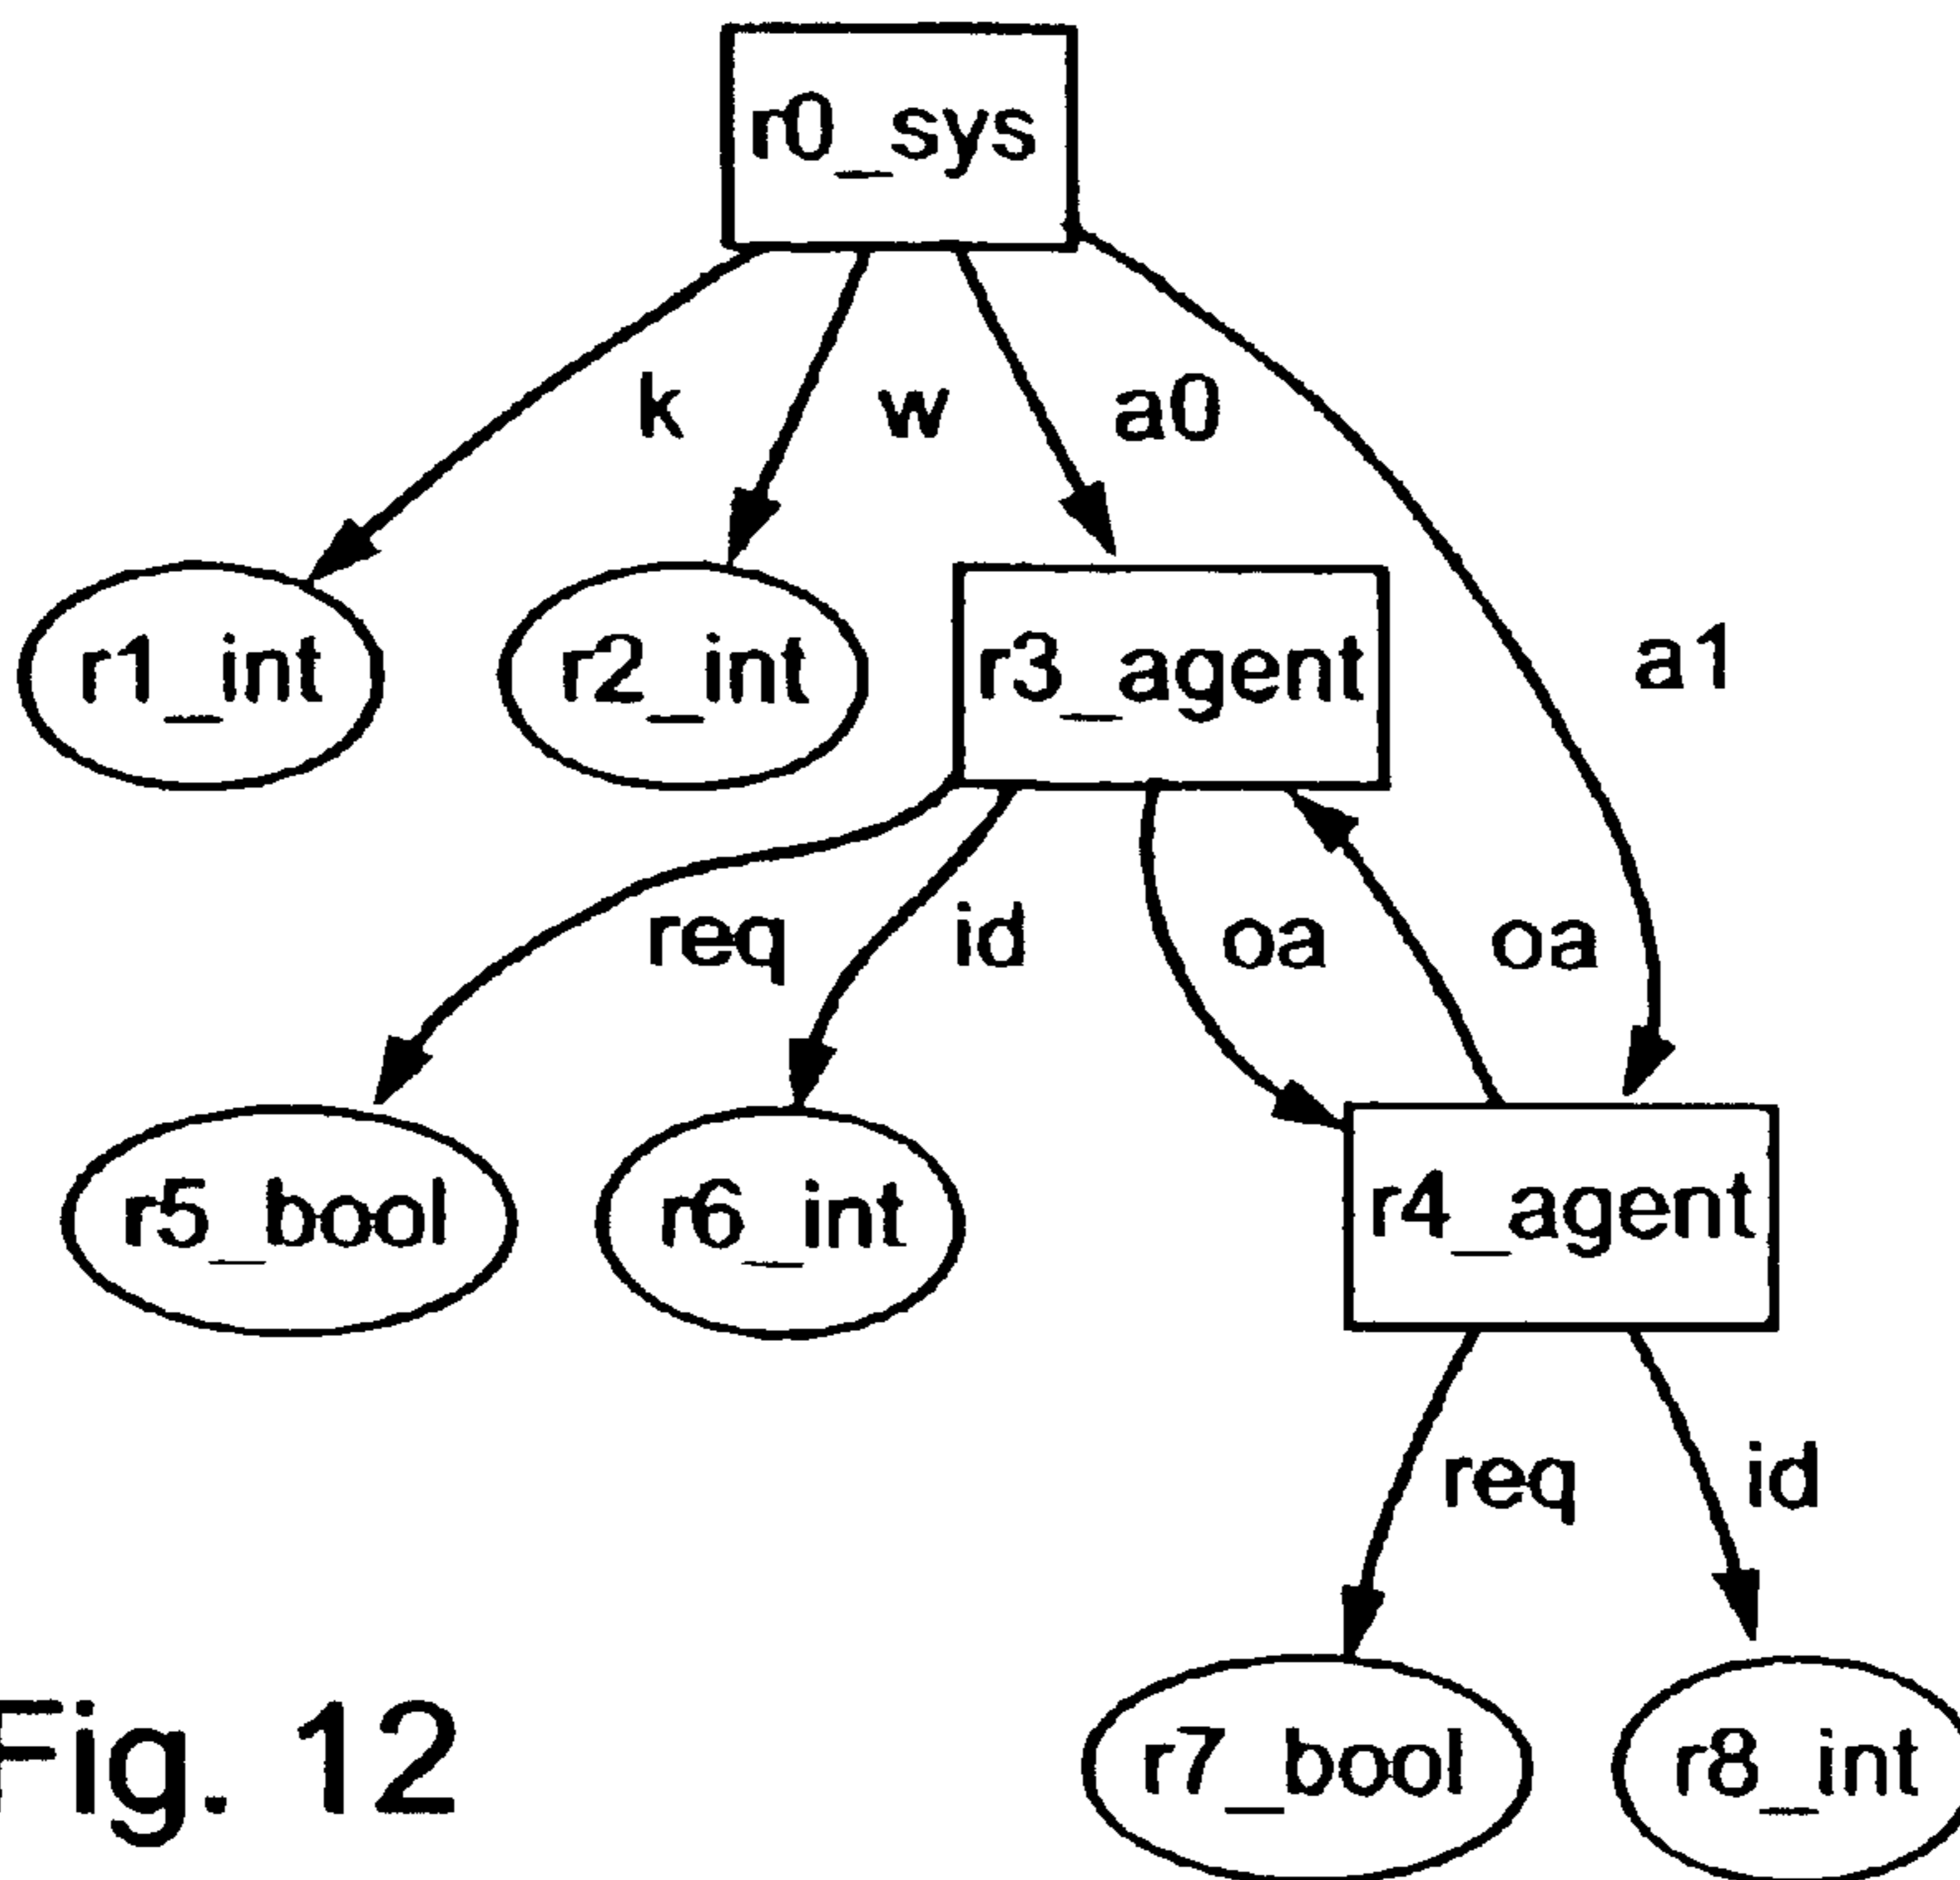 r0_sys
k
w
a0
r1_int
r2_int
r3_agent
a1
req
id
oa
oa
r5_bool
r6_int
r4_agent
req
id
Fig. 12
r7_bool
r8_int